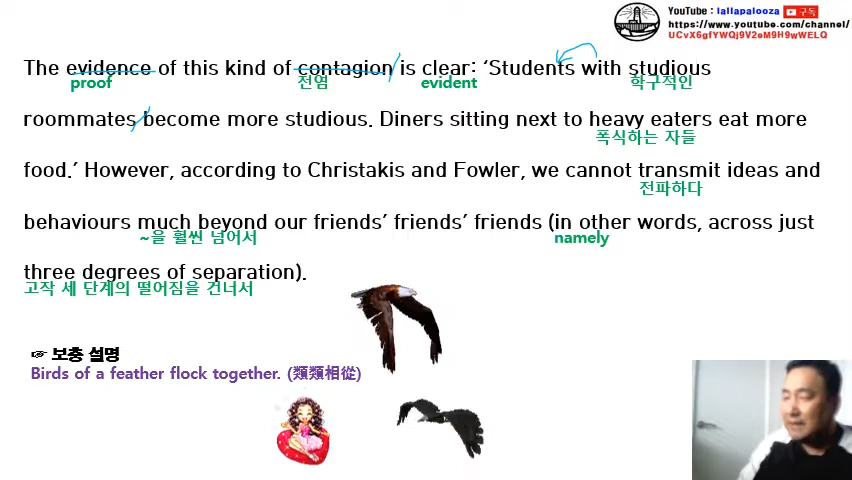 YouTube : lallapalooza 구독
https://www.youtube.com/channel/
UCvX6gfYWQj9V2eM9H9wWELQ
The evidence of this kind of contagion is clear: ‘Students with studious
proof 전염 evident 학구적인
roommates become more studious. Diners sitting next to heavy eaters eat more
폭식하는 자들
food.’ However, according to Christakis and Fowler, we cannot transmit ideas and
전파하다
behaviours much beyond our friends’ friends’ friends (in other words, across just
~을 훨씬 넘어서 namely
three degrees of separation).
고작 세 단계의 떨어짐을 건너서
☞ 보충 설명
Birds of a feather flock together. (類類相從)